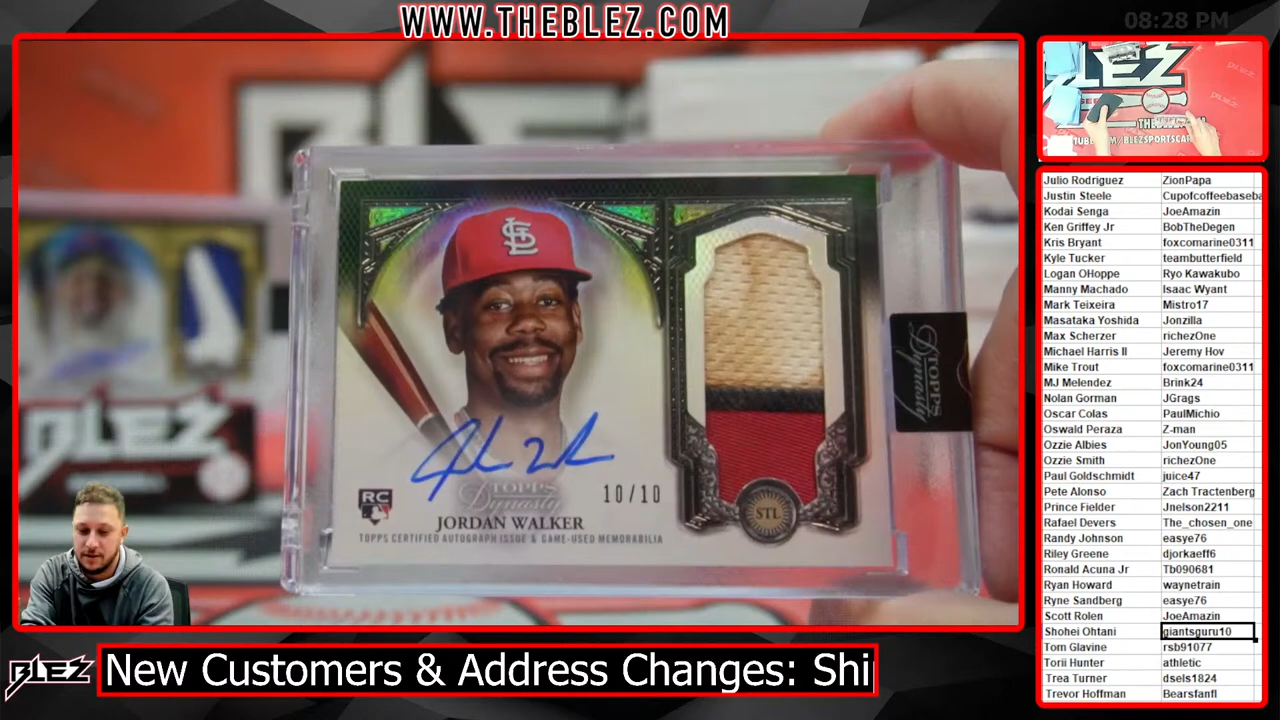 WWW.THEBLEZ.COM
08:28 PM
TOPPS
Dynasty
10/10
RC
STL
JORDAN WALKER
TOPPS CERTIFIED AUTOGRAPH ISSUE & GAME-USED MEMORABILIA
TOPPS
Dynasty
BLEZ
BLEZ
New Customers & Address Changes: Shi
Julio Rodriguez ZionPapa
Justin Steele Cupofcoffeebaseba
Kodai Senga JoeAmazin
Ken Griffey Jr BobTheDegen
Kris Bryant foxcomarine0311
Kyle Tucker teambutterfield
Logan OHoppe Ryo Kawakubo
Manny Machado Isaac Wyant
Mark Teixeira Mistro17
Masataka Yoshida Jonzilla
Max Scherzer richezOne
Michael Harris II Jeremy Hov
Mike Trout foxcomarine0311
MJ Melendez Brink24
Nolan Gorman JGrags
Oscar Colas PaulMichio
Oswald Peraza Z-man
Ozzie Albies JonYoung05
Ozzie Smith richezOne
Paul Goldschmidt juice47
Pete Alonso Zach Tractenberg
Prince Fielder Jnelson2211
Rafael Devers The_chosen_one
Randy Johnson easye76
Riley Greene djorkaeff6
Ronald Acuna Jr Tb090681
Ryan Howard waynetrain
Ryne Sandberg easye76
Scott Rolen JoeAmazin
Shohei Ohtani giantsguru10
Tom Glavine rsb91077
Torii Hunter athletic
Trea Turner dsels1824
Trevor Hoffman Bearsfanfl